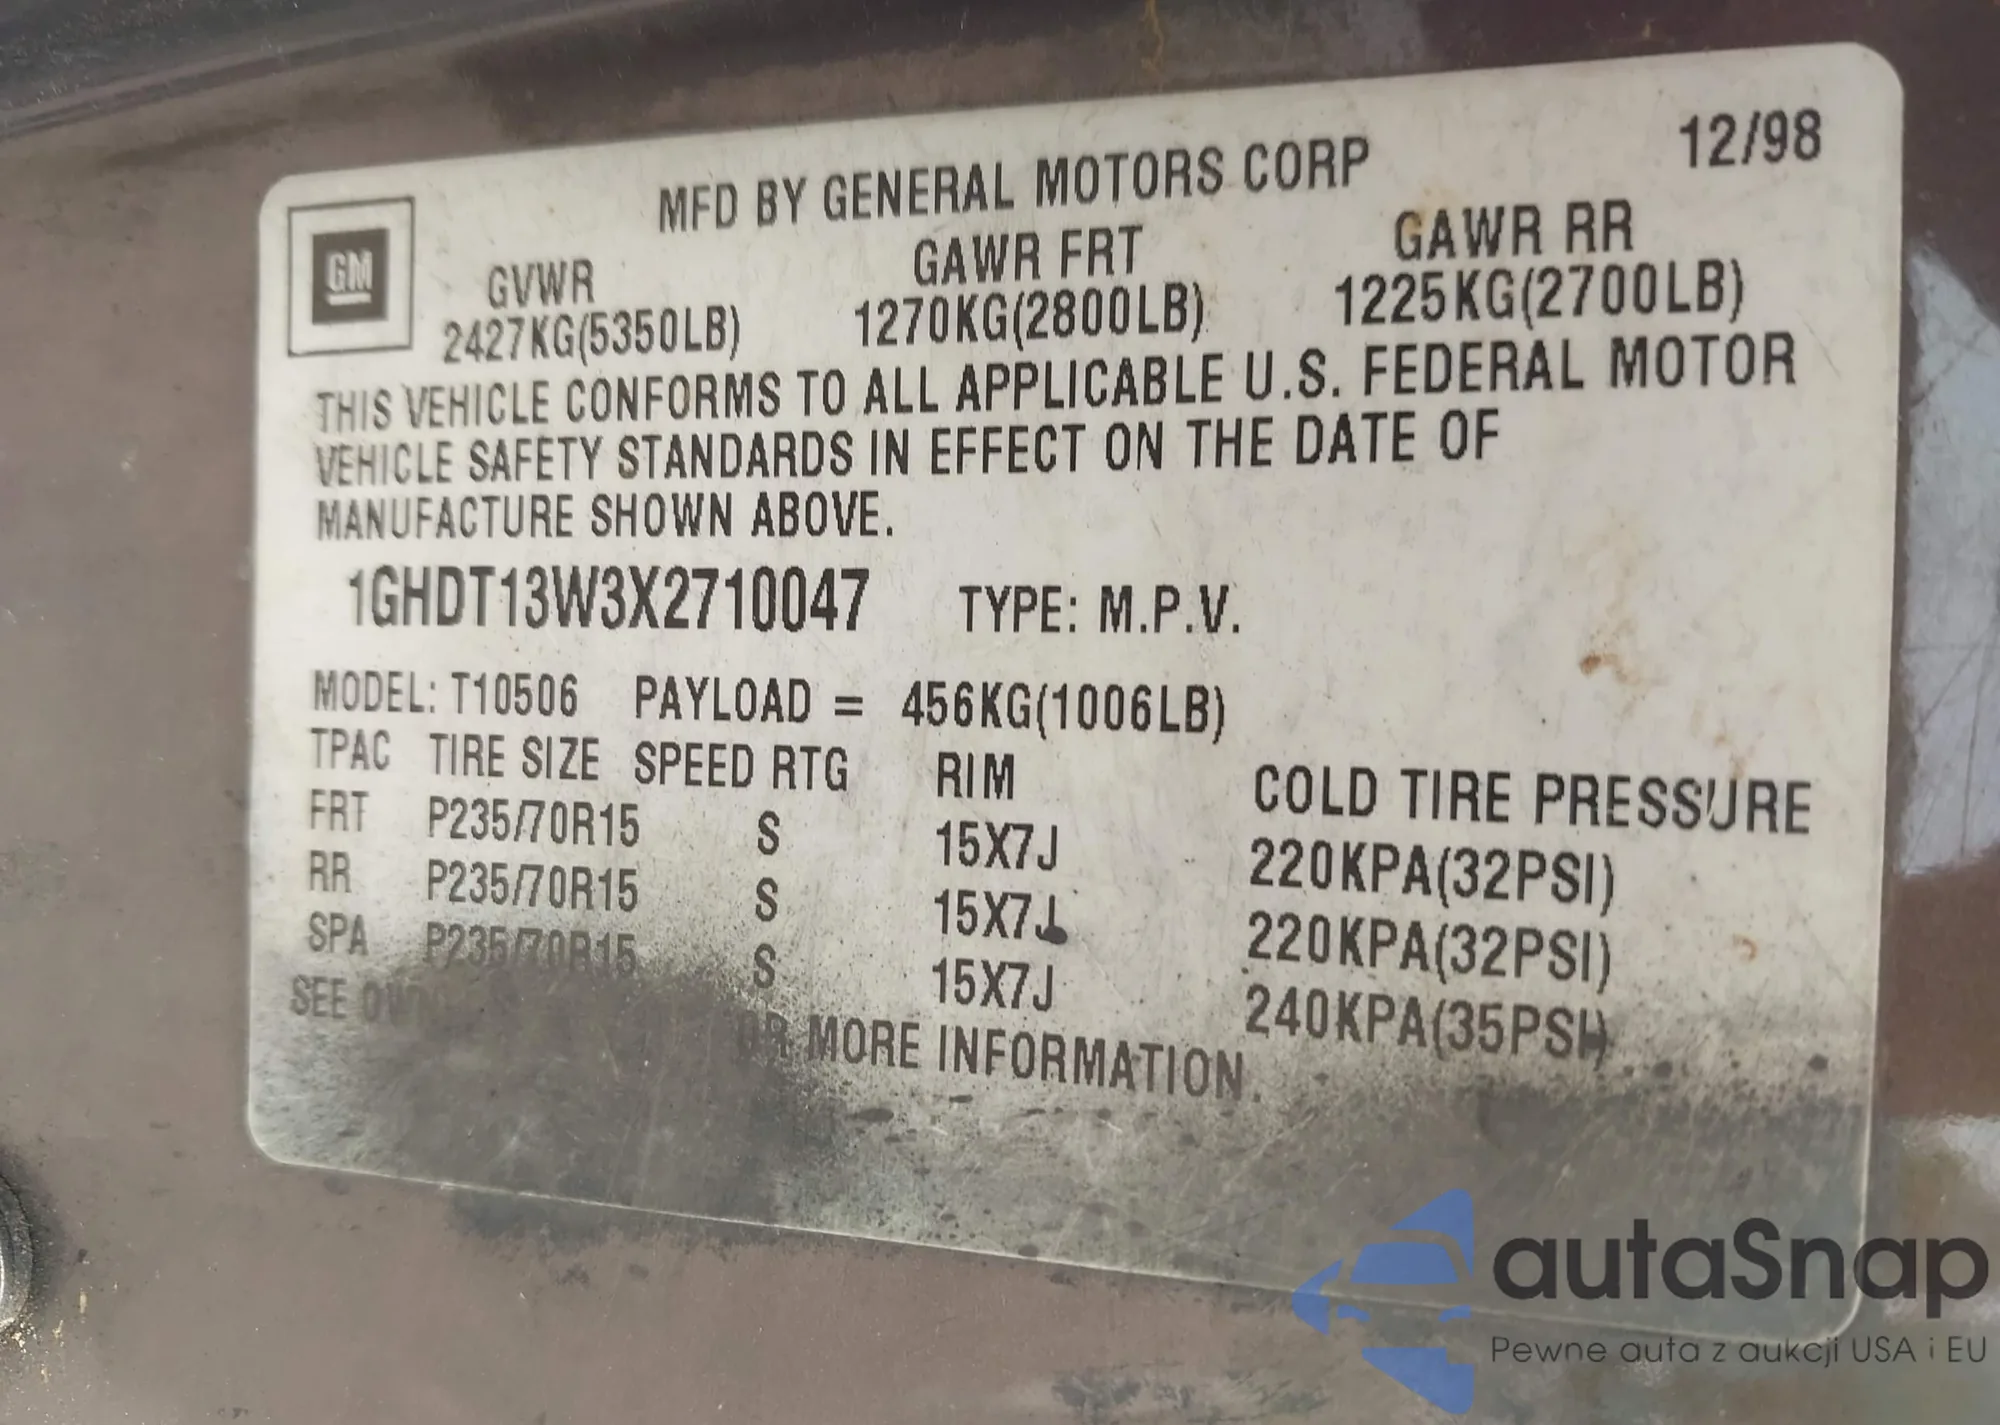 MFD BY GENERAL MOTORS CORP 12/98
GM
GVWR GAWR FRT GAWR RR
2427KG(5350LB) 1270KG(2800LB) 1225KG(2700LB)
THIS VEHICLE CONFORMS TO ALL APPLICABLE U.S. FEDERAL MOTOR
VEHICLE SAFETY STANDARDS IN EFFECT ON THE DATE OF
MANUFACTURE SHOWN ABOVE.
1GHDT13W3X2710047 TYPE: M.P.V.
MODEL: T10506 PAYLOAD = 456KG(1006LB)
TPAC TIRE SIZE SPEED RTG RIM COLD TIRE PRESSURE
FRT P235/70R15 S 15X7J 220KPA(32PSI)
RR P235/70R15 S 15X7J 220KPA(32PSI)
SPA P235/70R15 S 15X7J 240KPA(35PSI)
SEE MORE INFORMATION.
autaSnap
Pewne auta z aukcji USA i EU